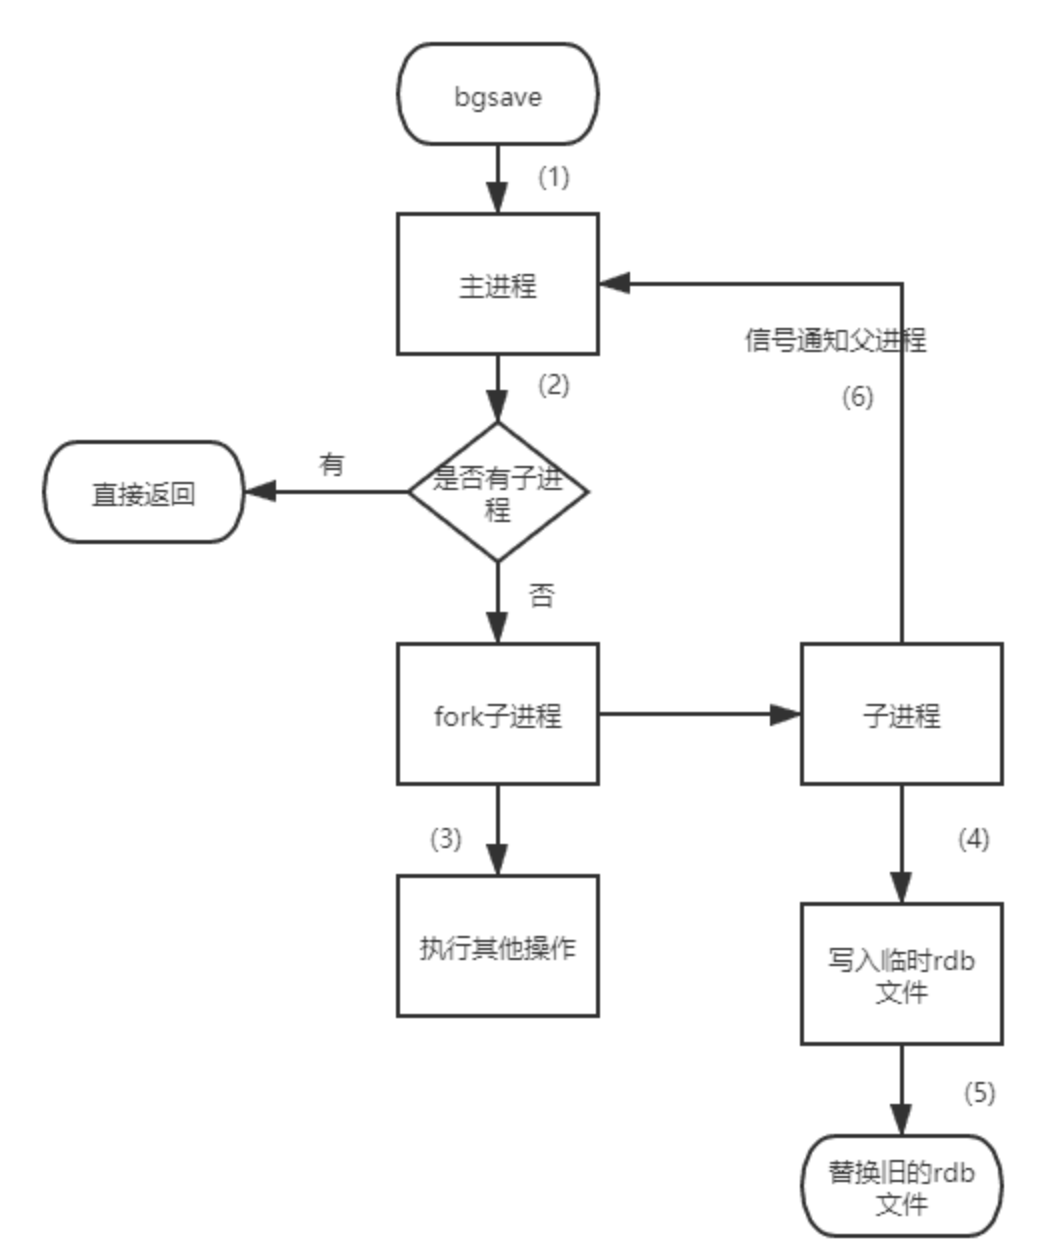 bgsave
(1)
主进程
信号通知父进程
(2)
(6)
有
是否有子进
程
直接返回
否
fork子进程
子进程
(3)
(4)
执行其他操作
写入临时rdb
文件
(5)
替换旧的rdb
文件